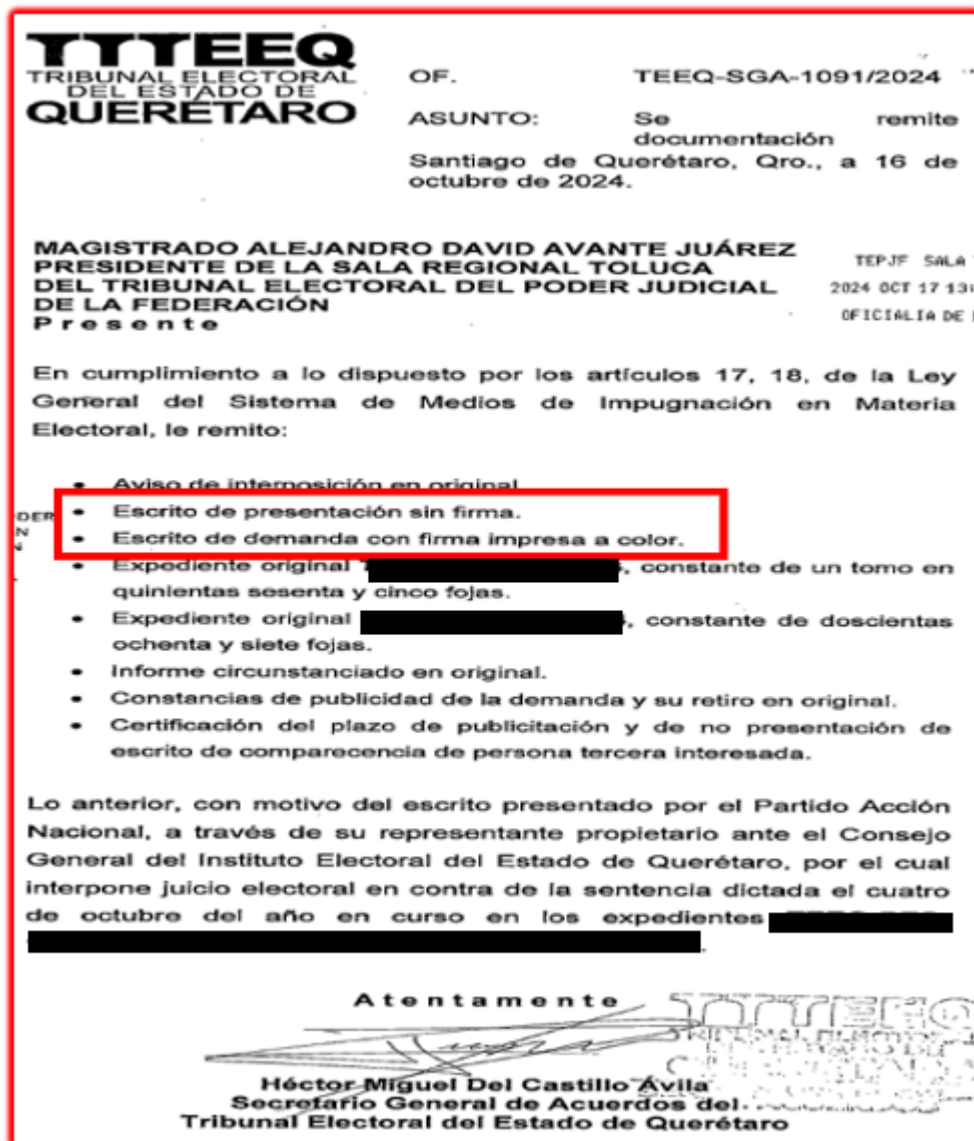 TTTEEQ
TRIBUNAL ELECTORAL
DEL ESTADO DE
QUERÉTARO
OF. TEEQ-SGA-1091/2024
ASUNTO: Se remite
documentación
Santiago de Querétaro, Qro., a 16 de
octubre de 2024.
MAGISTRADO ALEJANDRO DAVID AVANTE JUÁREZ
PRESIDENTE DE LA SALA REGIONAL TOLUCA
DEL TRIBUNAL ELECTORAL DEL PODER JUDICIAL
DE LA FEDERACIÓN
Presente
TEPJF SALA
2024 OCT 17 13
OFICIALIA DE
En cumplimiento a lo dispuesto por los artículos 17, 18, de la Ley
General del Sistema de Medios de Impugnación en Materia
Electoral, le remito:
• Aviso de interposición en original
• Escrito de presentación sin firma.
• Escrito de demanda con firma impresa a color.
• Expediente original , constante de un tomo en
quinientas sesenta y cinco fojas.
• Expediente original , constante de doscientas
ochenta y siete fojas.
• Informe circunstanciado en original.
• Constancias de publicidad de la demanda y su retiro en original.
• Certificación del plazo de publicitación y de no presentación de
escrito de comparecencia de persona tercera interesada.
Lo anterior, con motivo del escrito presentado por el Partido Acción
Nacional, a través de su representante propietario ante el Consejo
General del Instituto Electoral del Estado de Querétaro, por el cual
interpone juicio electoral en contra de la sentencia dictada el cuatro
de octubre del año en curso en los expedientes
.
Atentamente
Héctor Miguel Del Castillo Ávila
Secretario General de Acuerdos del
Tribunal Electoral del Estado de Querétaro